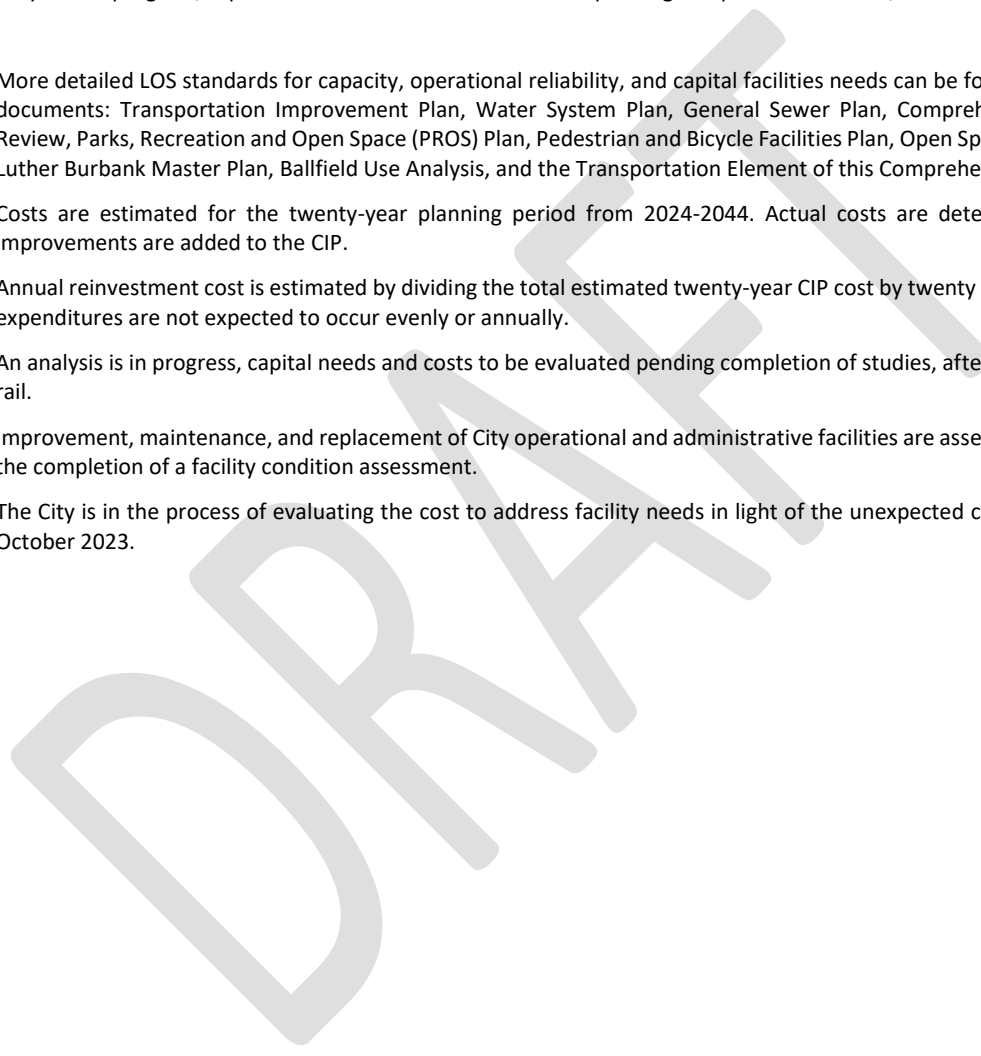 More detailed LOS standards for capacity, operational reliability, and capital facilities needs can be
documents: Transportation Improvement Plan, Water System Plan, General Sewer Plan,
Review, Parks, Recreation and Open Space (PROS) Plan, Pedestrian and Bicycle Facilities Plan, Open
Luther Burbank Master Plan, Ballfield Use Analysis, and the Transportation Element of this
Costs are estimated for the twenty-year planning period from 2024-2044. Actual costs are
improvements are added to the CIP.
Annual reinvestment cost is estimated by dividing the total estimated twenty-year CIP cost by twenty
expenditures are not expected to occur evenly or annually.
An analysis is in progress, capital needs and costs to be evaluated pending completion of studies,
rail.
improvement, maintenance, and replacement of City operational and administrative facilities are
the completion of a facility condition assessment.
The City is in the process of evaluating the cost to address facility needs in light of the unexpected
October 2023.
DRAFT